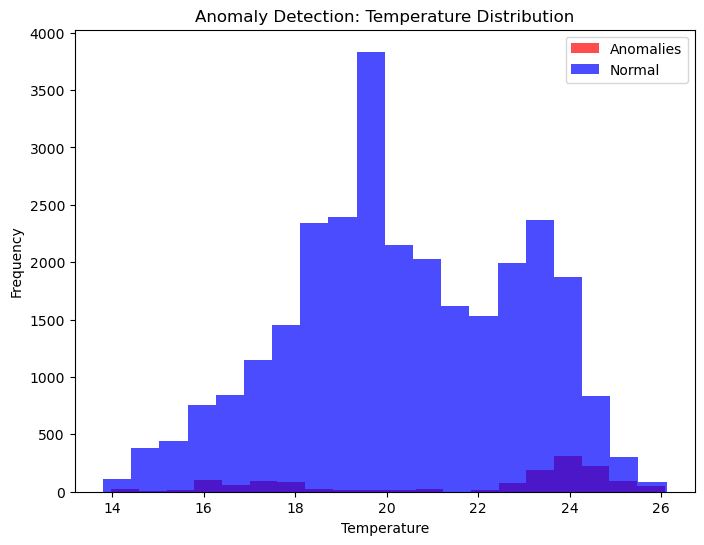 Anomaly Detection: Temperature Distribution
Anomalies
Normal
4000
3500
3000
2500
2000
1500
1000
500
0
Frequency
14 16 18 20 22 24 26
Temperature